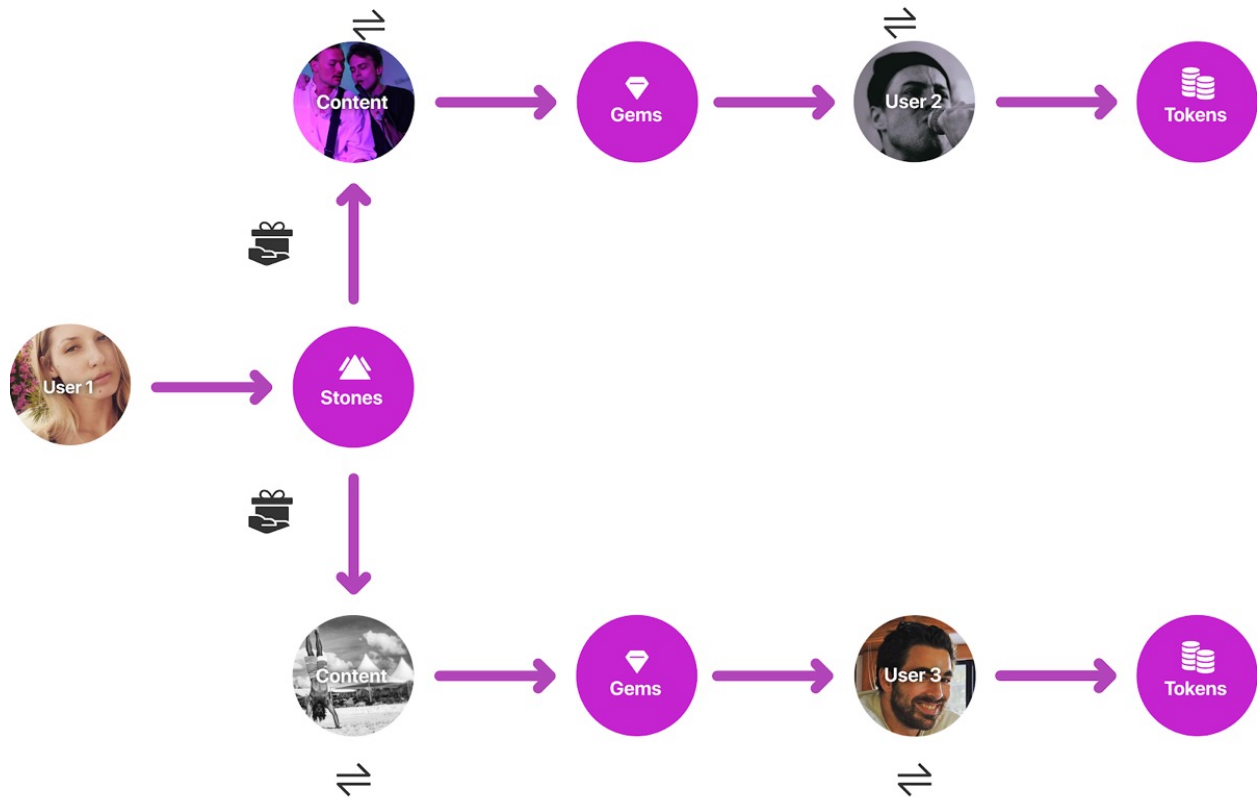 Content
Gems
User 2
Tokens
User 1
Stones
Content
Gems
User 3
Tokens